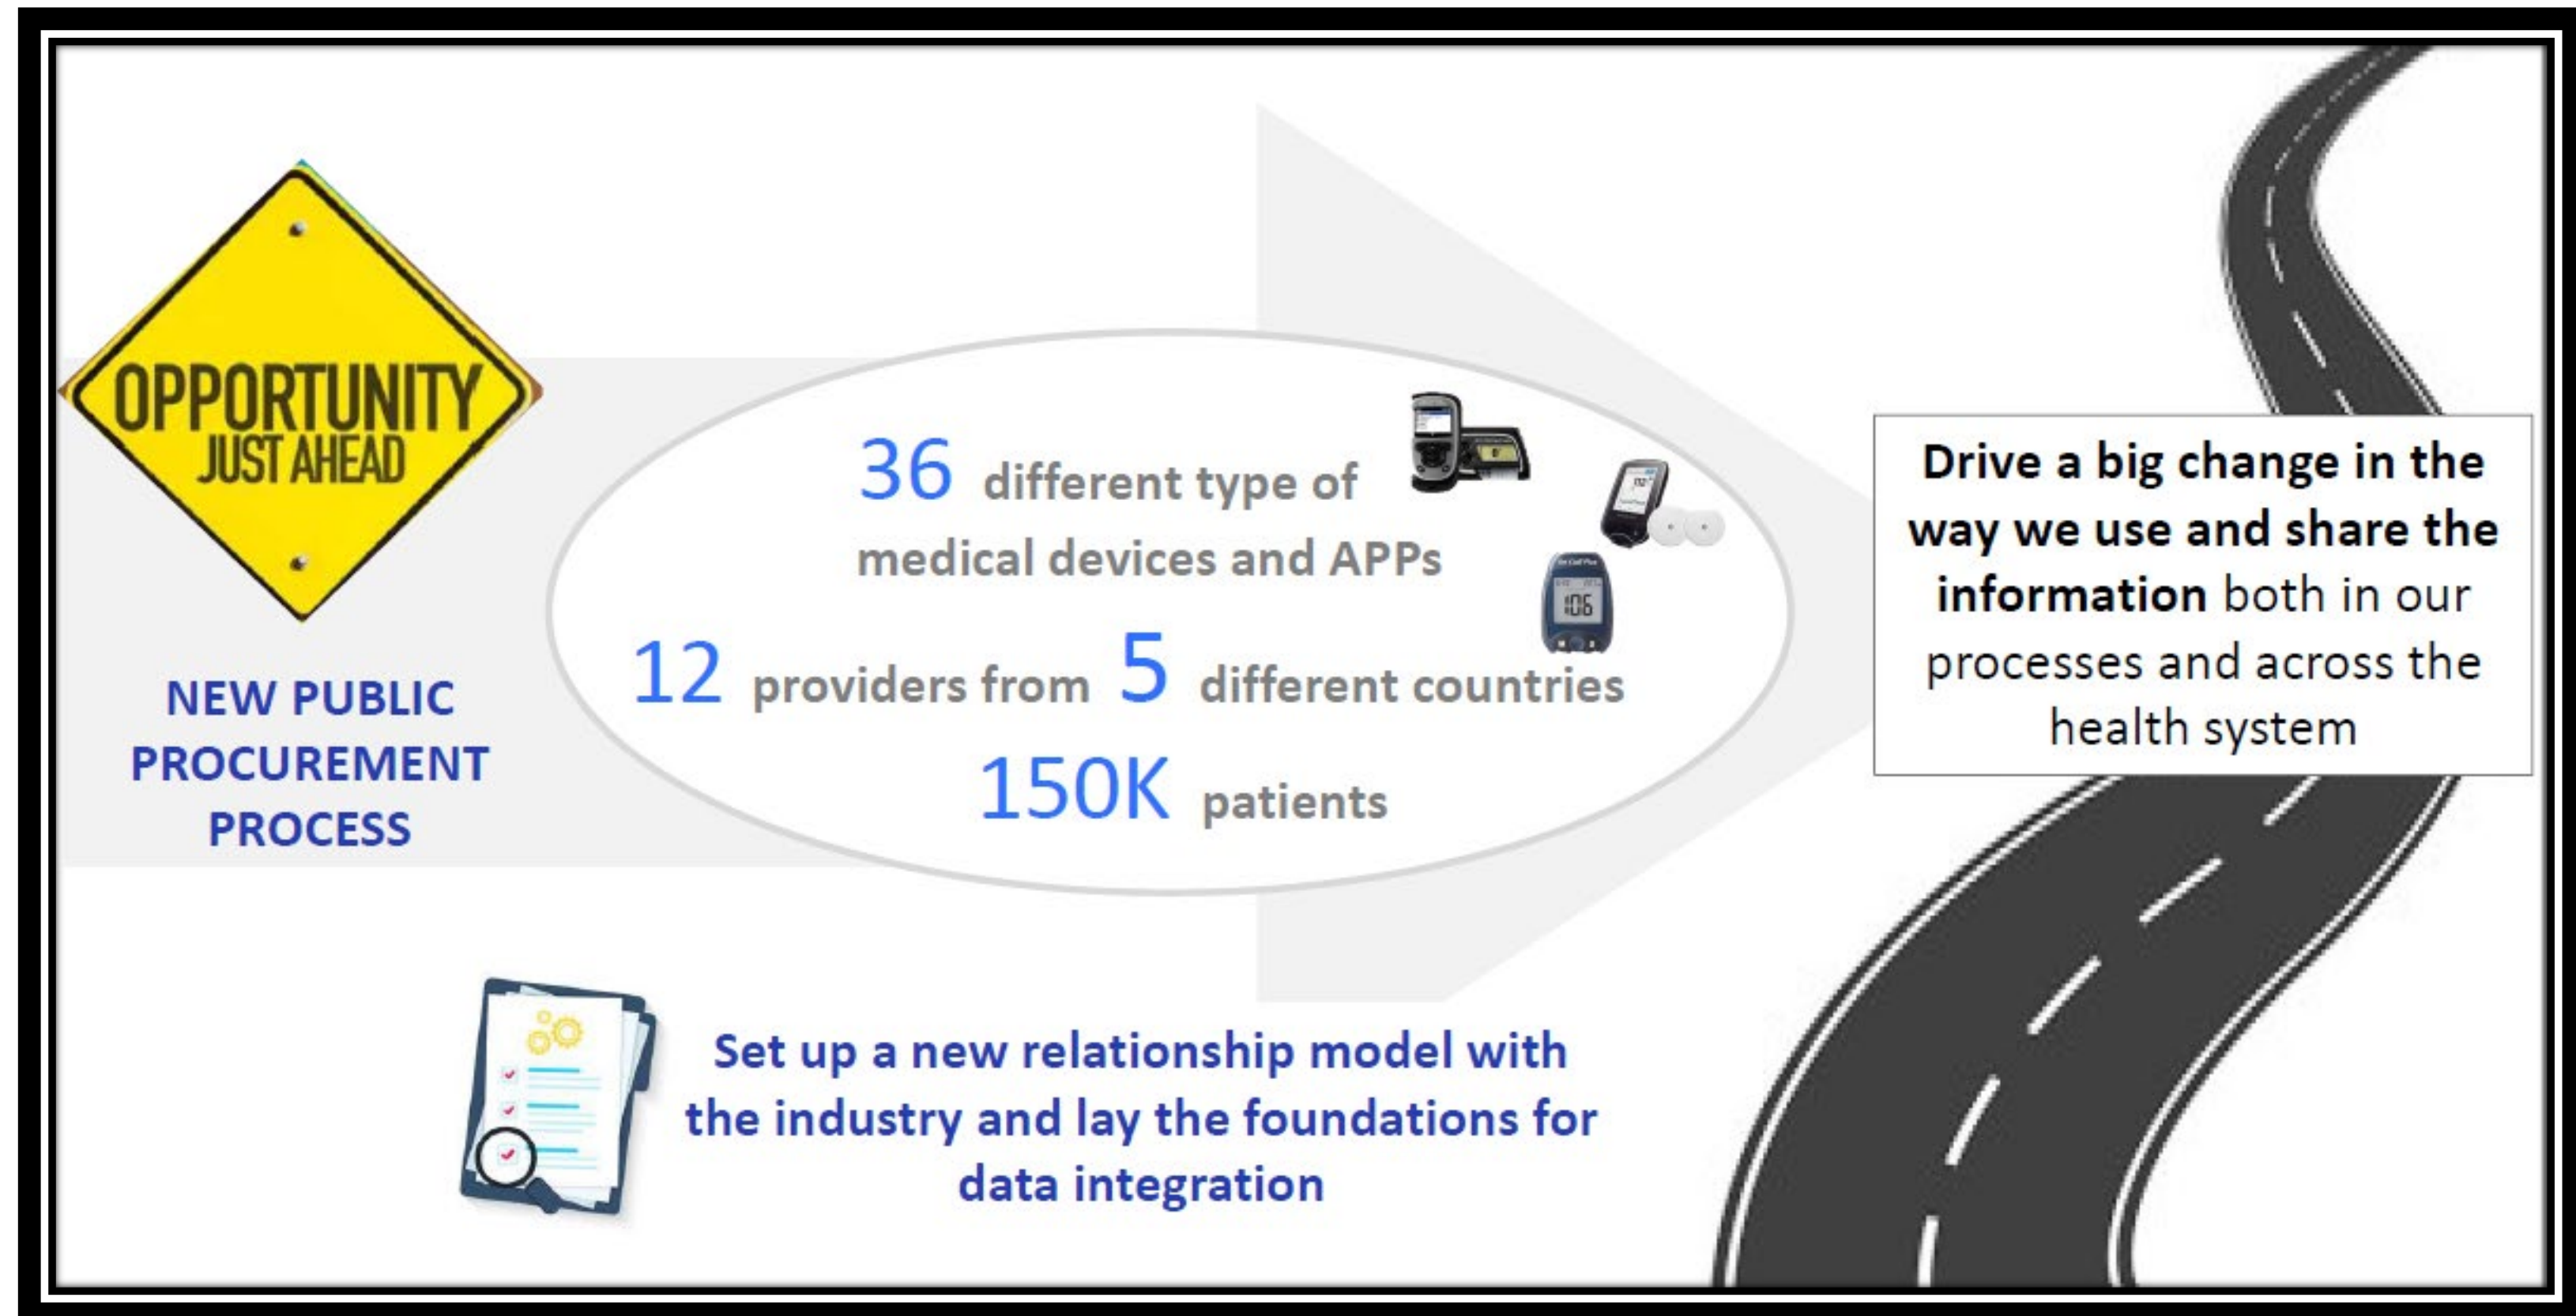 OPPORTUNITY
JUST AHEAD
NEW PUBLIC
PROCUREMENT
PROCESS
36 different type of
medical devices and APPs
12 providers from 5 different countries
150K patients
106
Drive a big change in the
way we use and share the
information both in our
processes and across the
health system
Set up a new relationship model with
the industry and lay the foundations for
data integration